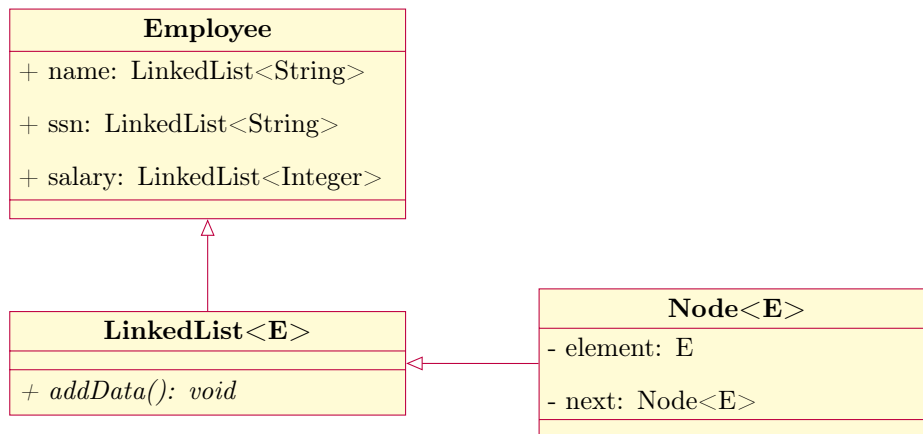 Employee
+ name: LinkedList<String>
+ ssn: LinkedList<String>
+ salary: LinkedList<Integer>
LinkedList<E>
+ addData(): void
Node<E>
- element: E
- next: Node<E>